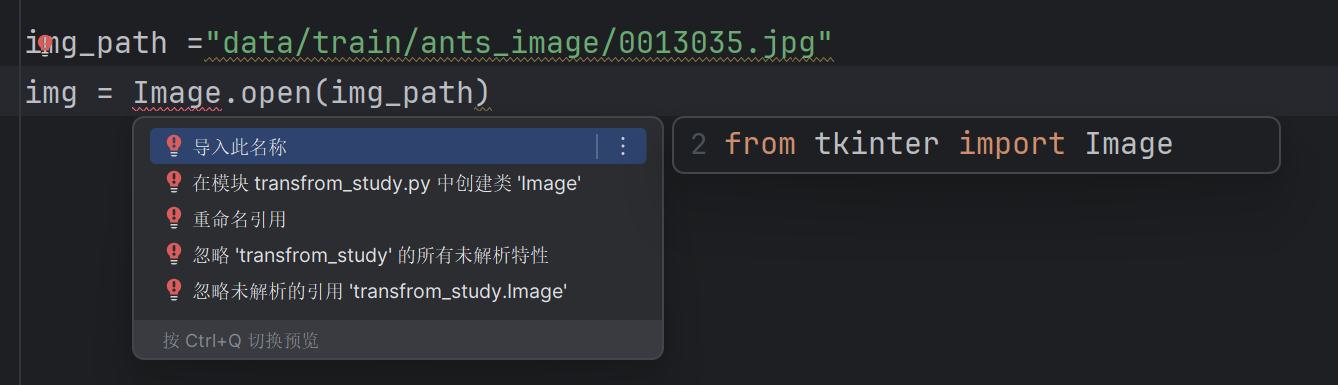 img_path ="data/train/ants_image/0013035.jpg"
img = Image.open(img_path)
导入此名称
2 from tkinter import Image
在模块 transfrom_study.py 中创建类 'Image'
重命名引用
忽略 'transfrom_study' 的所有未解析特性
忽略未解析的引用 'transfrom_study.Image'
按 Ctrl+Q 切换预览